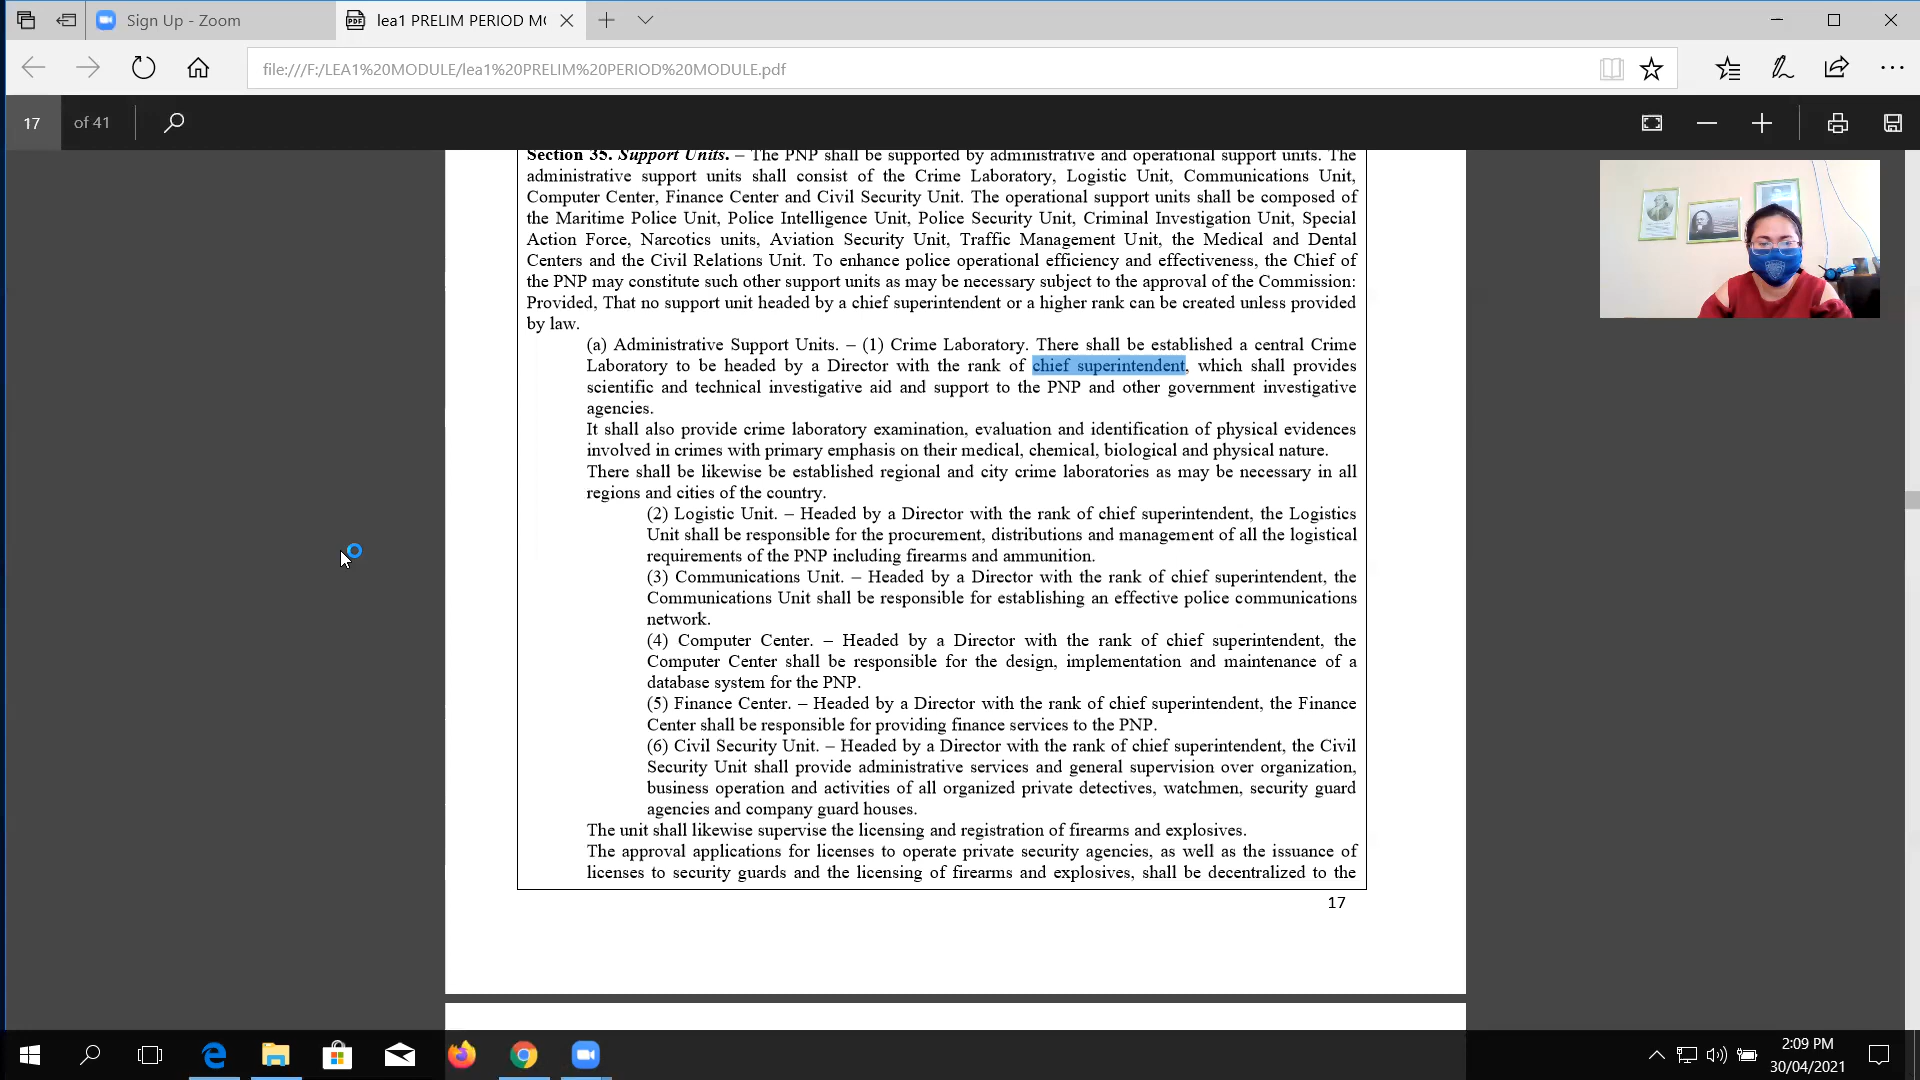 Sign Up - Zoom
lea1 PRELIM PERIOD MO
file:///F:/LEA1%20MODULE/lea1%20PRELIM%20PERIOD%20MODULE.pdf
17 of 41
Section 35. Support Units. – The PNP shall be supported by administrative and operational support units. The
administrative support units shall consist of the Crime Laboratory, Logistic Unit, Communications Unit,
Computer Center, Finance Center and Civil Security Unit. The operational support units shall be composed of
the Maritime Police Unit, Police Intelligence Unit, Police Security Unit, Criminal Investigation Unit, Special
Action Force, Narcotics units, Aviation Security Unit, Traffic Management Unit, the Medical and Dental
Centers and the Civil Relations Unit. To enhance police operational efficiency and effectiveness, the Chief of
the PNP may constitute such other support units as may be necessary subject to the approval of the Commission:
Provided, That no support unit headed by a chief superintendent or a higher rank can be created unless provided
by law.
(a) Administrative Support Units. – (1) Crime Laboratory. There shall be established a central Crime
Laboratory to be headed by a Director with the rank of chief superintendent, which shall provides
scientific and technical investigative aid and support to the PNP and other government investigative
agencies.
It shall also provide crime laboratory examination, evaluation and identification of physical evidences
involved in crimes with primary emphasis on their medical, chemical, biological and physical nature.
There shall be likewise be established regional and city crime laboratories as may be necessary in all
regions and cities of the country.
(2) Logistic Unit. – Headed by a Director with the rank of chief superintendent, the Logistics
Unit shall be responsible for the procurement, distributions and management of all the logistical
requirements of the PNP including firearms and ammunition.
(3) Communications Unit. – Headed by a Director with the rank of chief superintendent, the
Communications Unit shall be responsible for establishing an effective police communications
network.
(4) Computer Center. – Headed by a Director with the rank of chief superintendent, the
Computer Center shall be responsible for the design, implementation and maintenance of a
database system for the PNP.
(5) Finance Center. – Headed by a Director with the rank of chief superintendent, the Finance
Center shall be responsible for providing finance services to the PNP.
(6) Civil Security Unit. – Headed by a Director with the rank of chief superintendent, the Civil
Security Unit shall provide administrative services and general supervision over organization,
business operation and activities of all organized private detectives, watchmen, security guard
agencies and company guard houses.
The unit shall likewise supervise the licensing and registration of firearms and explosives.
The approval applications for licenses to operate private security agencies, as well as the issuance of
licenses to security guards and the licensing of firearms and explosives, shall be decentralized to the
17
2:09 PM
30/04/2021